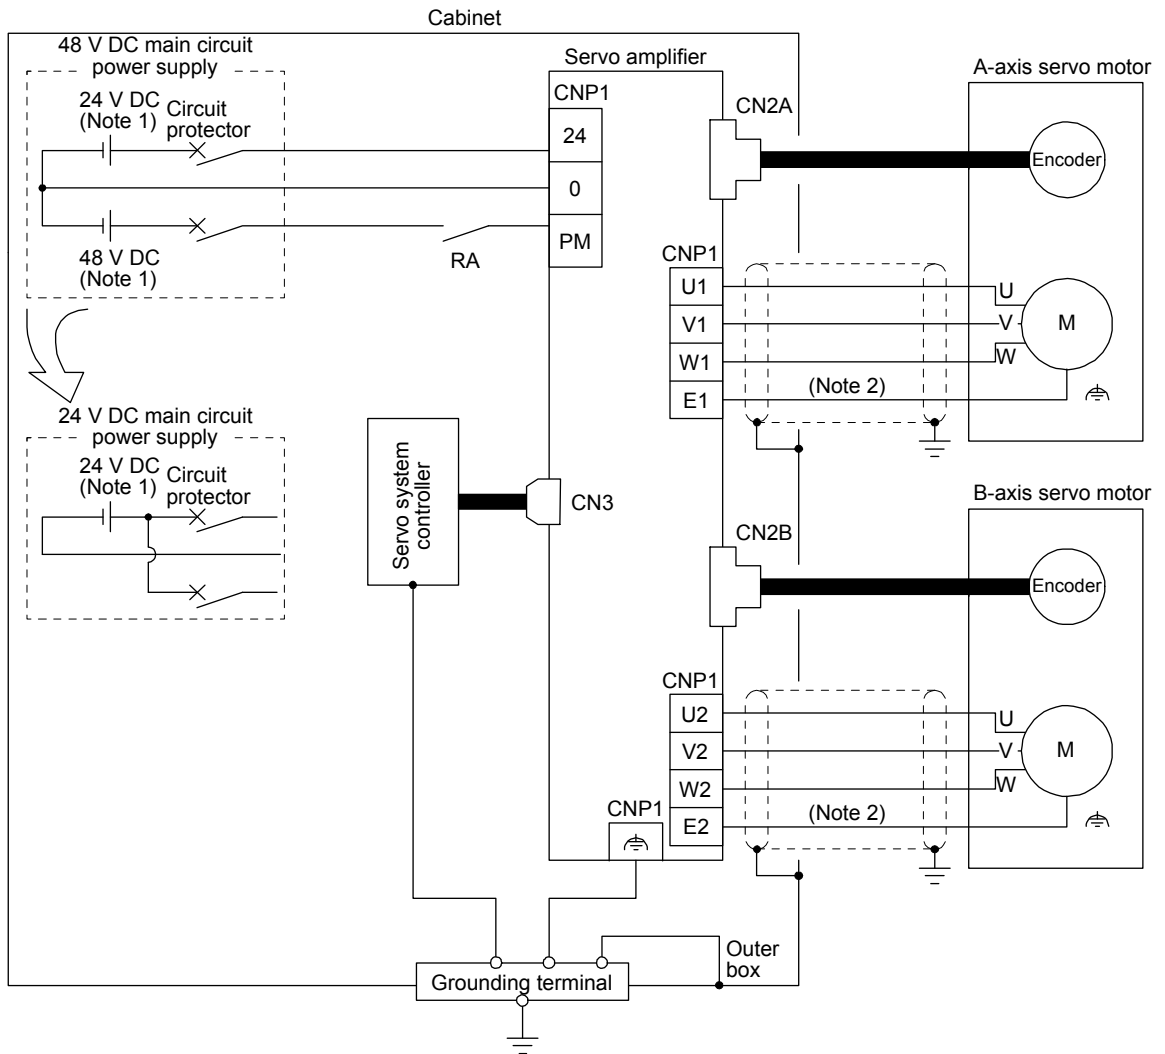 Cabinet
48 V DC main circuit
power supply
24 V DC
(Note 1)
Circuit
protector
48 V DC
(Note 1)
RA
Servo amplifier
CNP1
24
0
PM
CN2A
A-axis servo motor
Encoder
CNP1
U1
V1
W1
E1
(Note 2)
U
V
W
M
24 V DC main circuit
power supply
24 V DC
(Note 1)
Circuit
protector
Servo system
controller
CN3
CN2B
B-axis servo motor
Encoder
CNP1
U2
V2
W2
E2
(Note 2)
U
V
W
M
CNP1
Outer
box
Grounding terminal